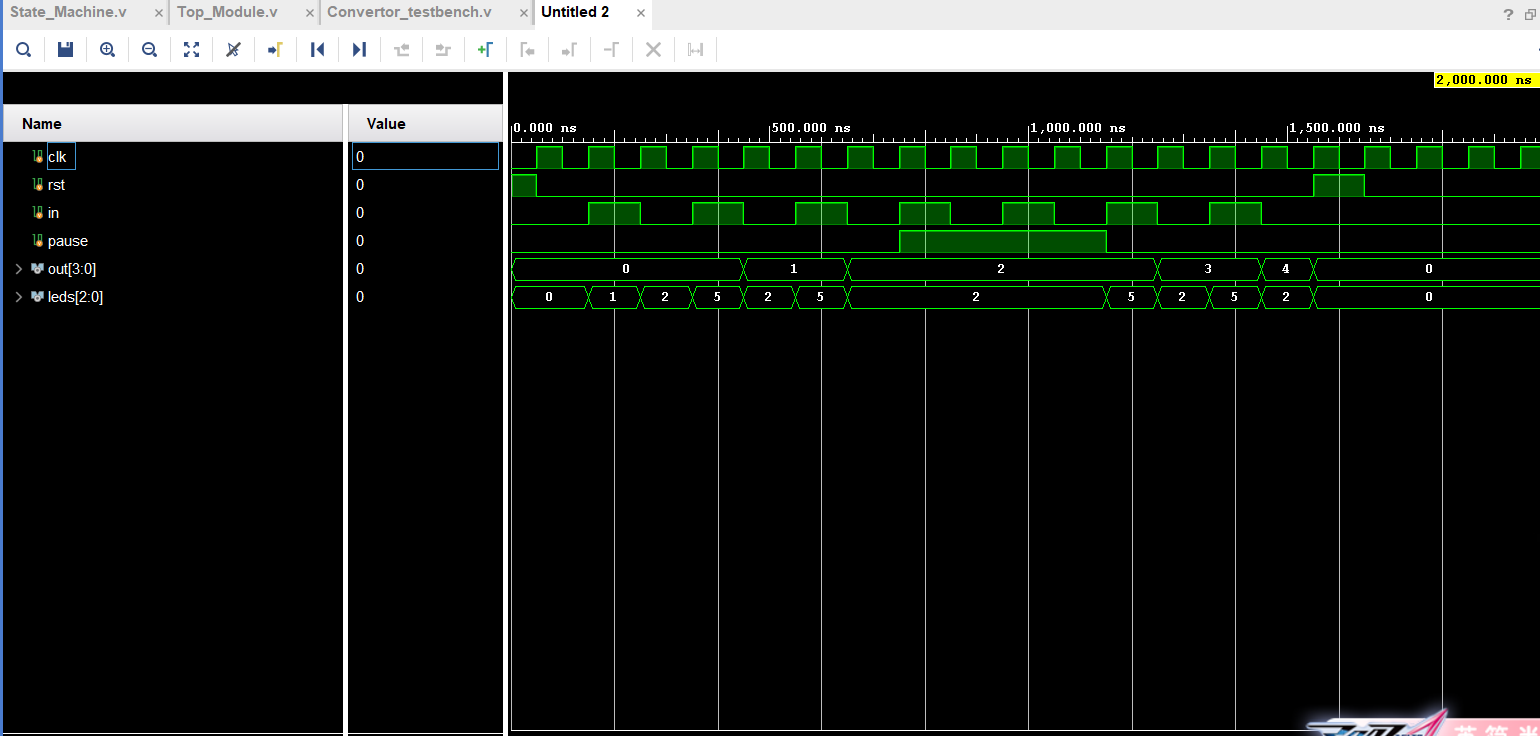 State_Machine.v × Top_Module.v × Convertor_testbench.v × Untitled 2 ×
?
2,000.000 ns
Name Value
0.000 ns 500.000 ns 1,000.000 ns 1,500.000 ns
clk 0
rst 0
in 0
pause 0
out[3:0] 0 0 1 2 3 4 0
leds[2:0] 0 0 1 2 5 2 5 2 5 2 5 2 0